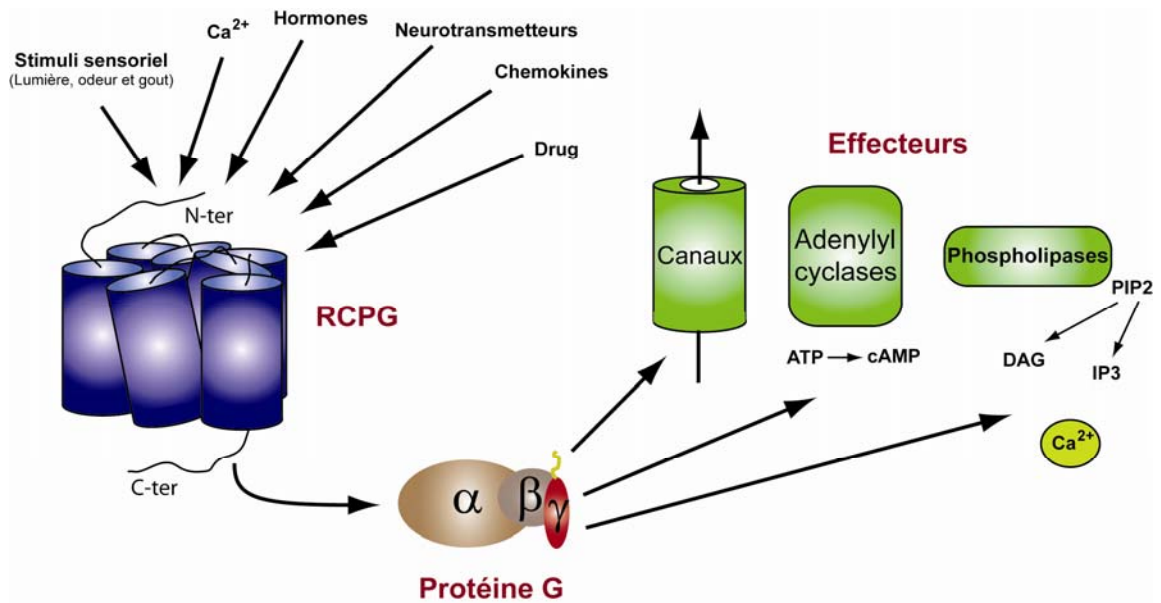 Stimuli sensoriel
(Lumière, odeur et gout)
Ca2+
Hormones
Neurotransmetteurs
Chemokines
Drug
N-ter
RCPG
C-ter
α
β
γ
Protéine G
Effecteurs
Canaux
Adenylyl
cyclases
ATP → cAMP
Phospholipases
PIP2
DAG
IP3
Ca2+